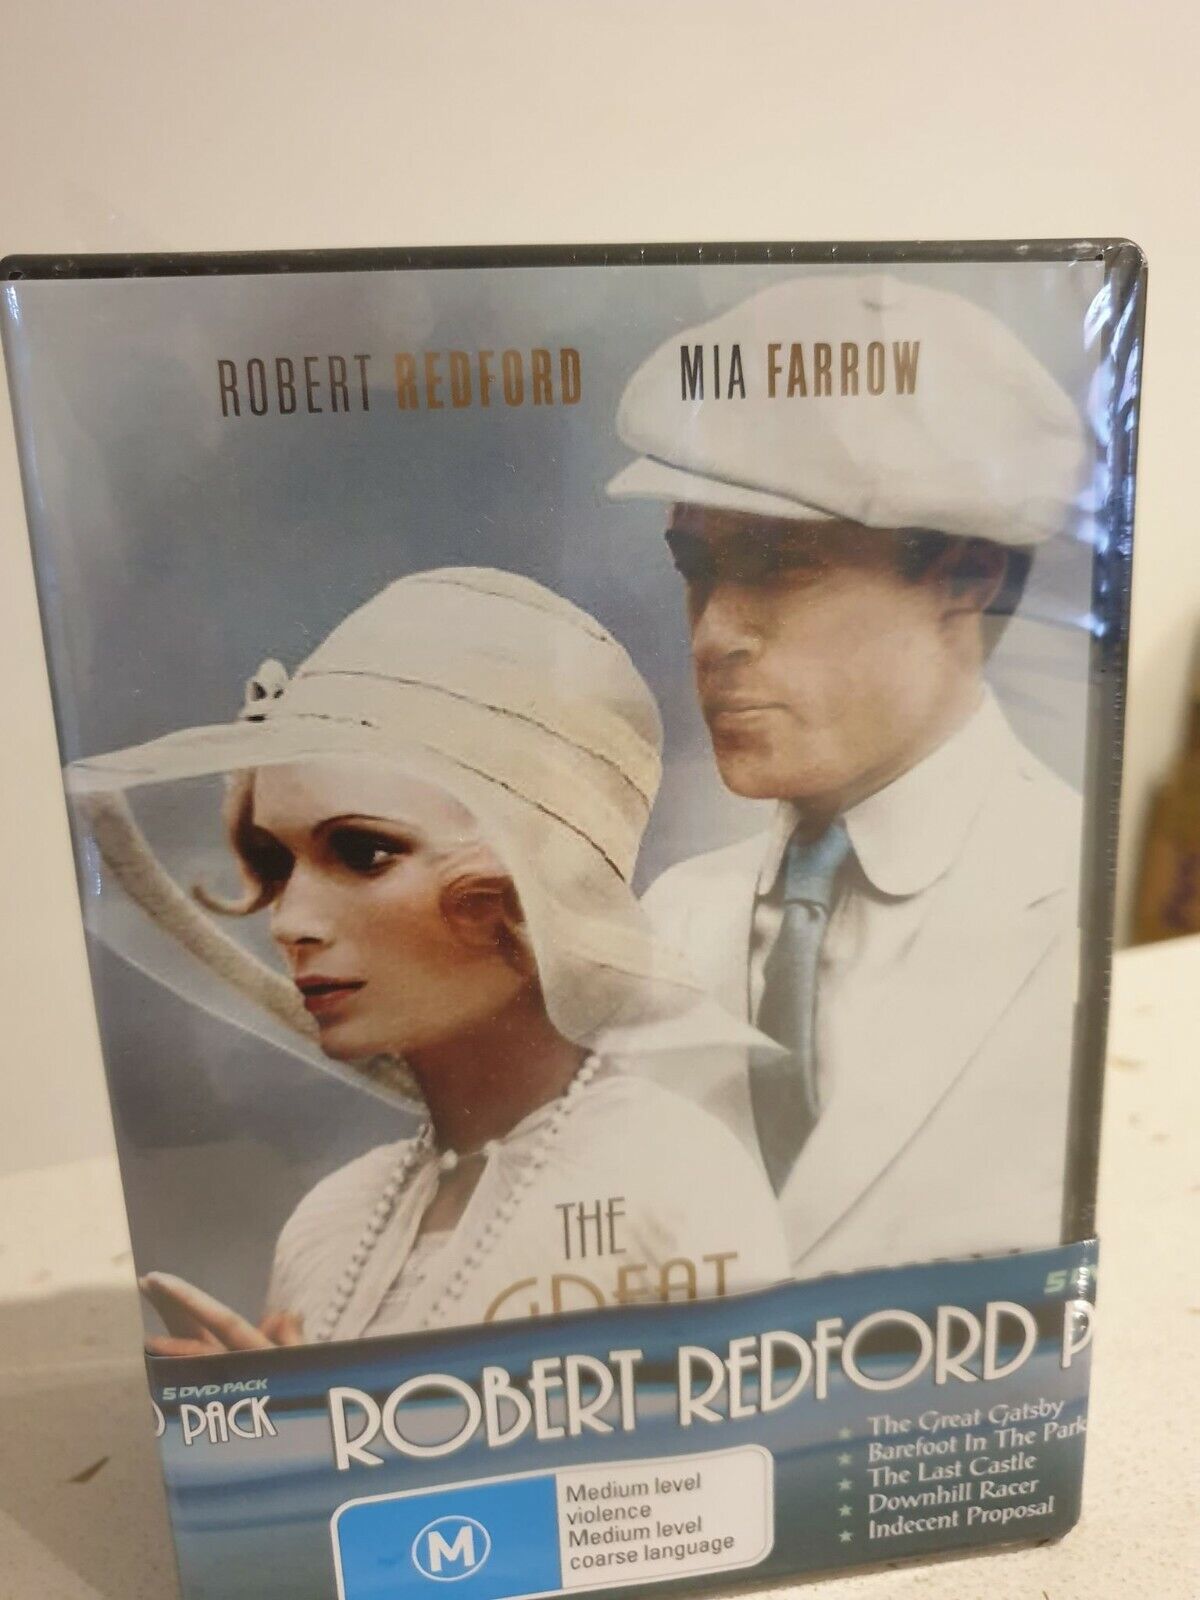 ROBERT REDFORD MIA FARROW
THE
GREAT
5 DVD PACK
PACK
ROBERT REDFORD P
The Great Gatsby
Barefoot In The Park
The Last Castle
Downhill Racer
Indecent Proposal
M
Medium level
violence
Medium level
coarse language